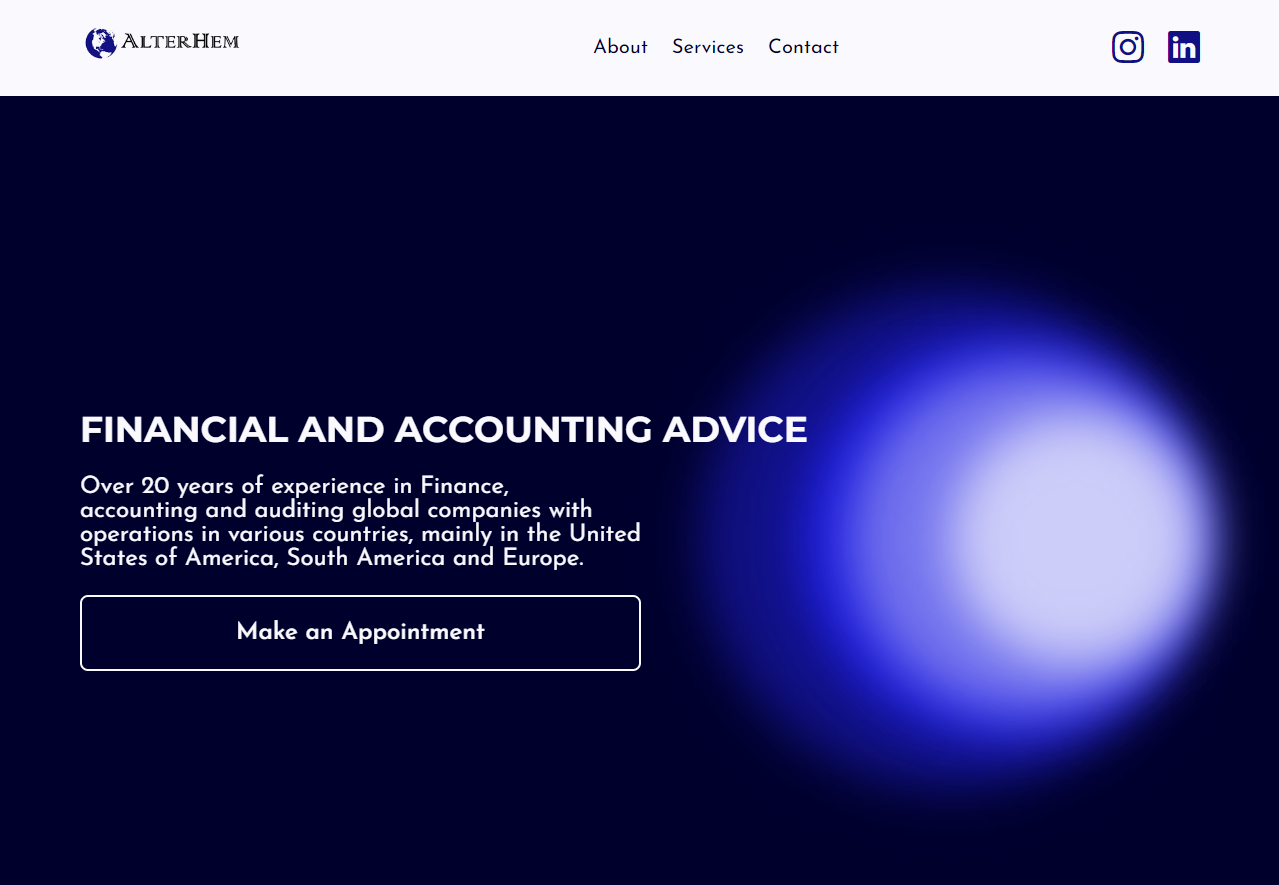 ALTERHEM
About Services Contact
in
FINANCIAL AND ACCOUNTING ADVICE
Over 20 years of experience in Finance,
accounting and auditing global companies with
operations in various countries, mainly in the United
States of America, South America and Europe.
Make an Appointment